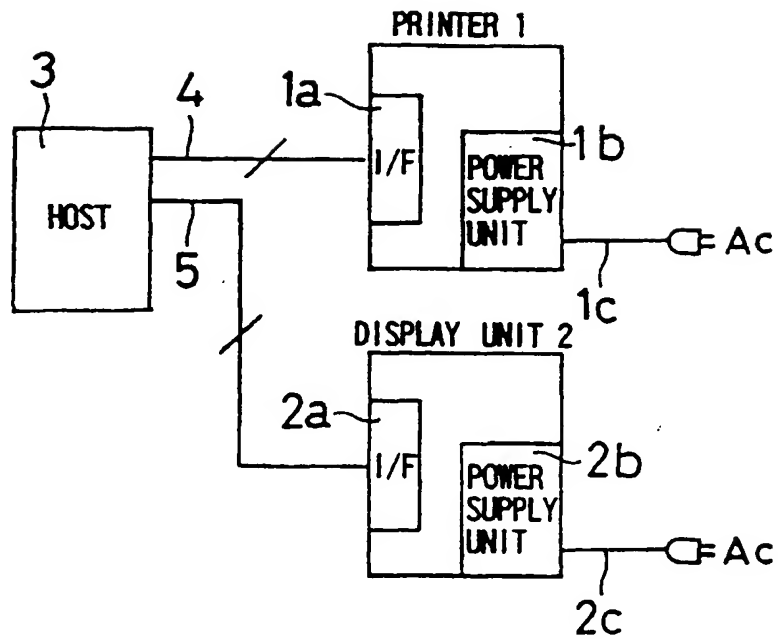 PRINTER 1
3
4
1a
I/F
1b
POWER
SUPPLY
UNIT
HOST
5
Ac
1c
DISPLAY UNIT 2
2a
I/F
2b
POWER
SUPPLY
UNIT
Ac
2c